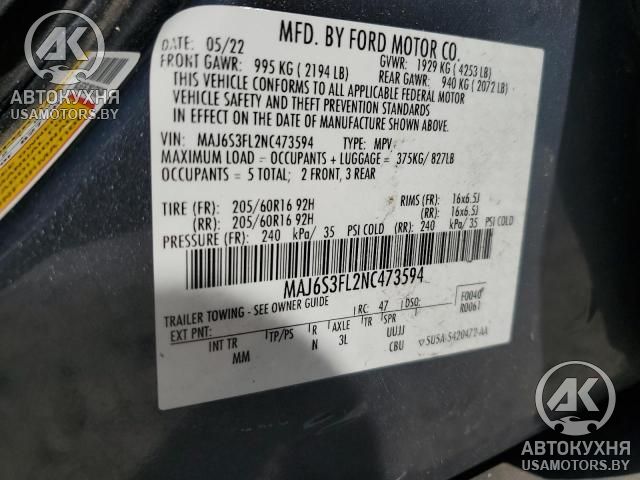 DATE: 05/22
MFD. BY FORD MOTOR CO.
FRONT GAWR: 995 KG ( 2194 LB)
GVWR: 1929 KG ( 4253 LB)
REAR GAWR: 940 KG ( 2072 LB)
THIS VEHICLE CONFORMS TO ALL APPLICABLE FEDERAL MOTOR
VEHICLE SAFETY AND THEFT PREVENTION STANDARDS
IN EFFECT ON THE DATE OF MANUFACTURE SHOWN ABOVE.
VIN: MAJ6S3FL2NC473594 TYPE: MPV
MAXIMUM LOAD = OCCUPANTS + LUGGAGE = 375KG/ 827LB
OCCUPANTS = 5 TOTAL; 2 FRONT, 3 REAR
TIRE (FR): 205/60R16 92H RIMS (FR): 16x6.5J
(RR): 205/60R16 92H (RR): 16x6.5J
PRESSURE (FR): 240 kPa/ 35 PSI COLD (RR): 240 kPa/ 35 PSI COLD
MAJ6S3FL2NC473594
TRAILER TOWING - SEE OWNER GUIDE RC: 47 DSO:
F0040
R0061
EXT PNT:
INT TR TP/PS R AXLE TR SPR
MM N 3L UUJJ
CBU
АК
АВТОКУХНЯ
USAMOTORS.BY
АК
АВТОКУХНЯ
USAMOTORS.BY